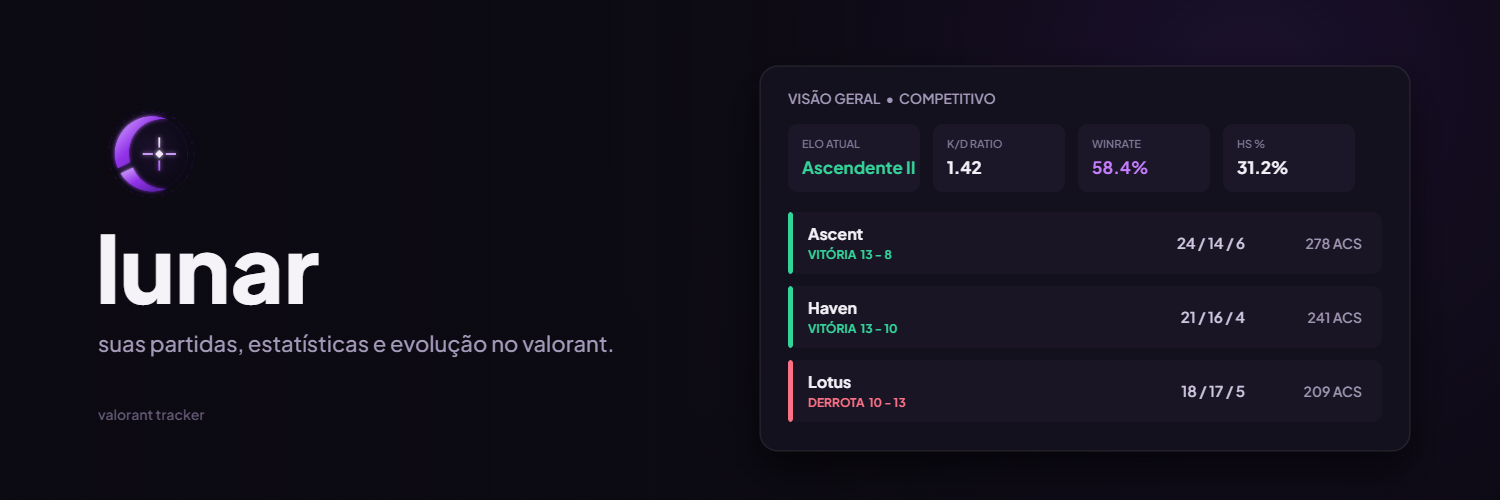 lunar
suas partidas, estatísticas e evolução no valorant.
valorant tracker
VISÃO GERAL • COMPETITIVO
ELO ATUAL
Ascendente II
K/D RATIO
1.42
WINRATE
58.4%
HS %
31.2%
Ascent
VITÓRIA 13 – 8
24 / 14 / 6
278 ACS
Haven
VITÓRIA 13 – 10
21 / 16 / 4
241 ACS
Lotus
DERROTA 10 – 13
18 / 17 / 5
209 ACS